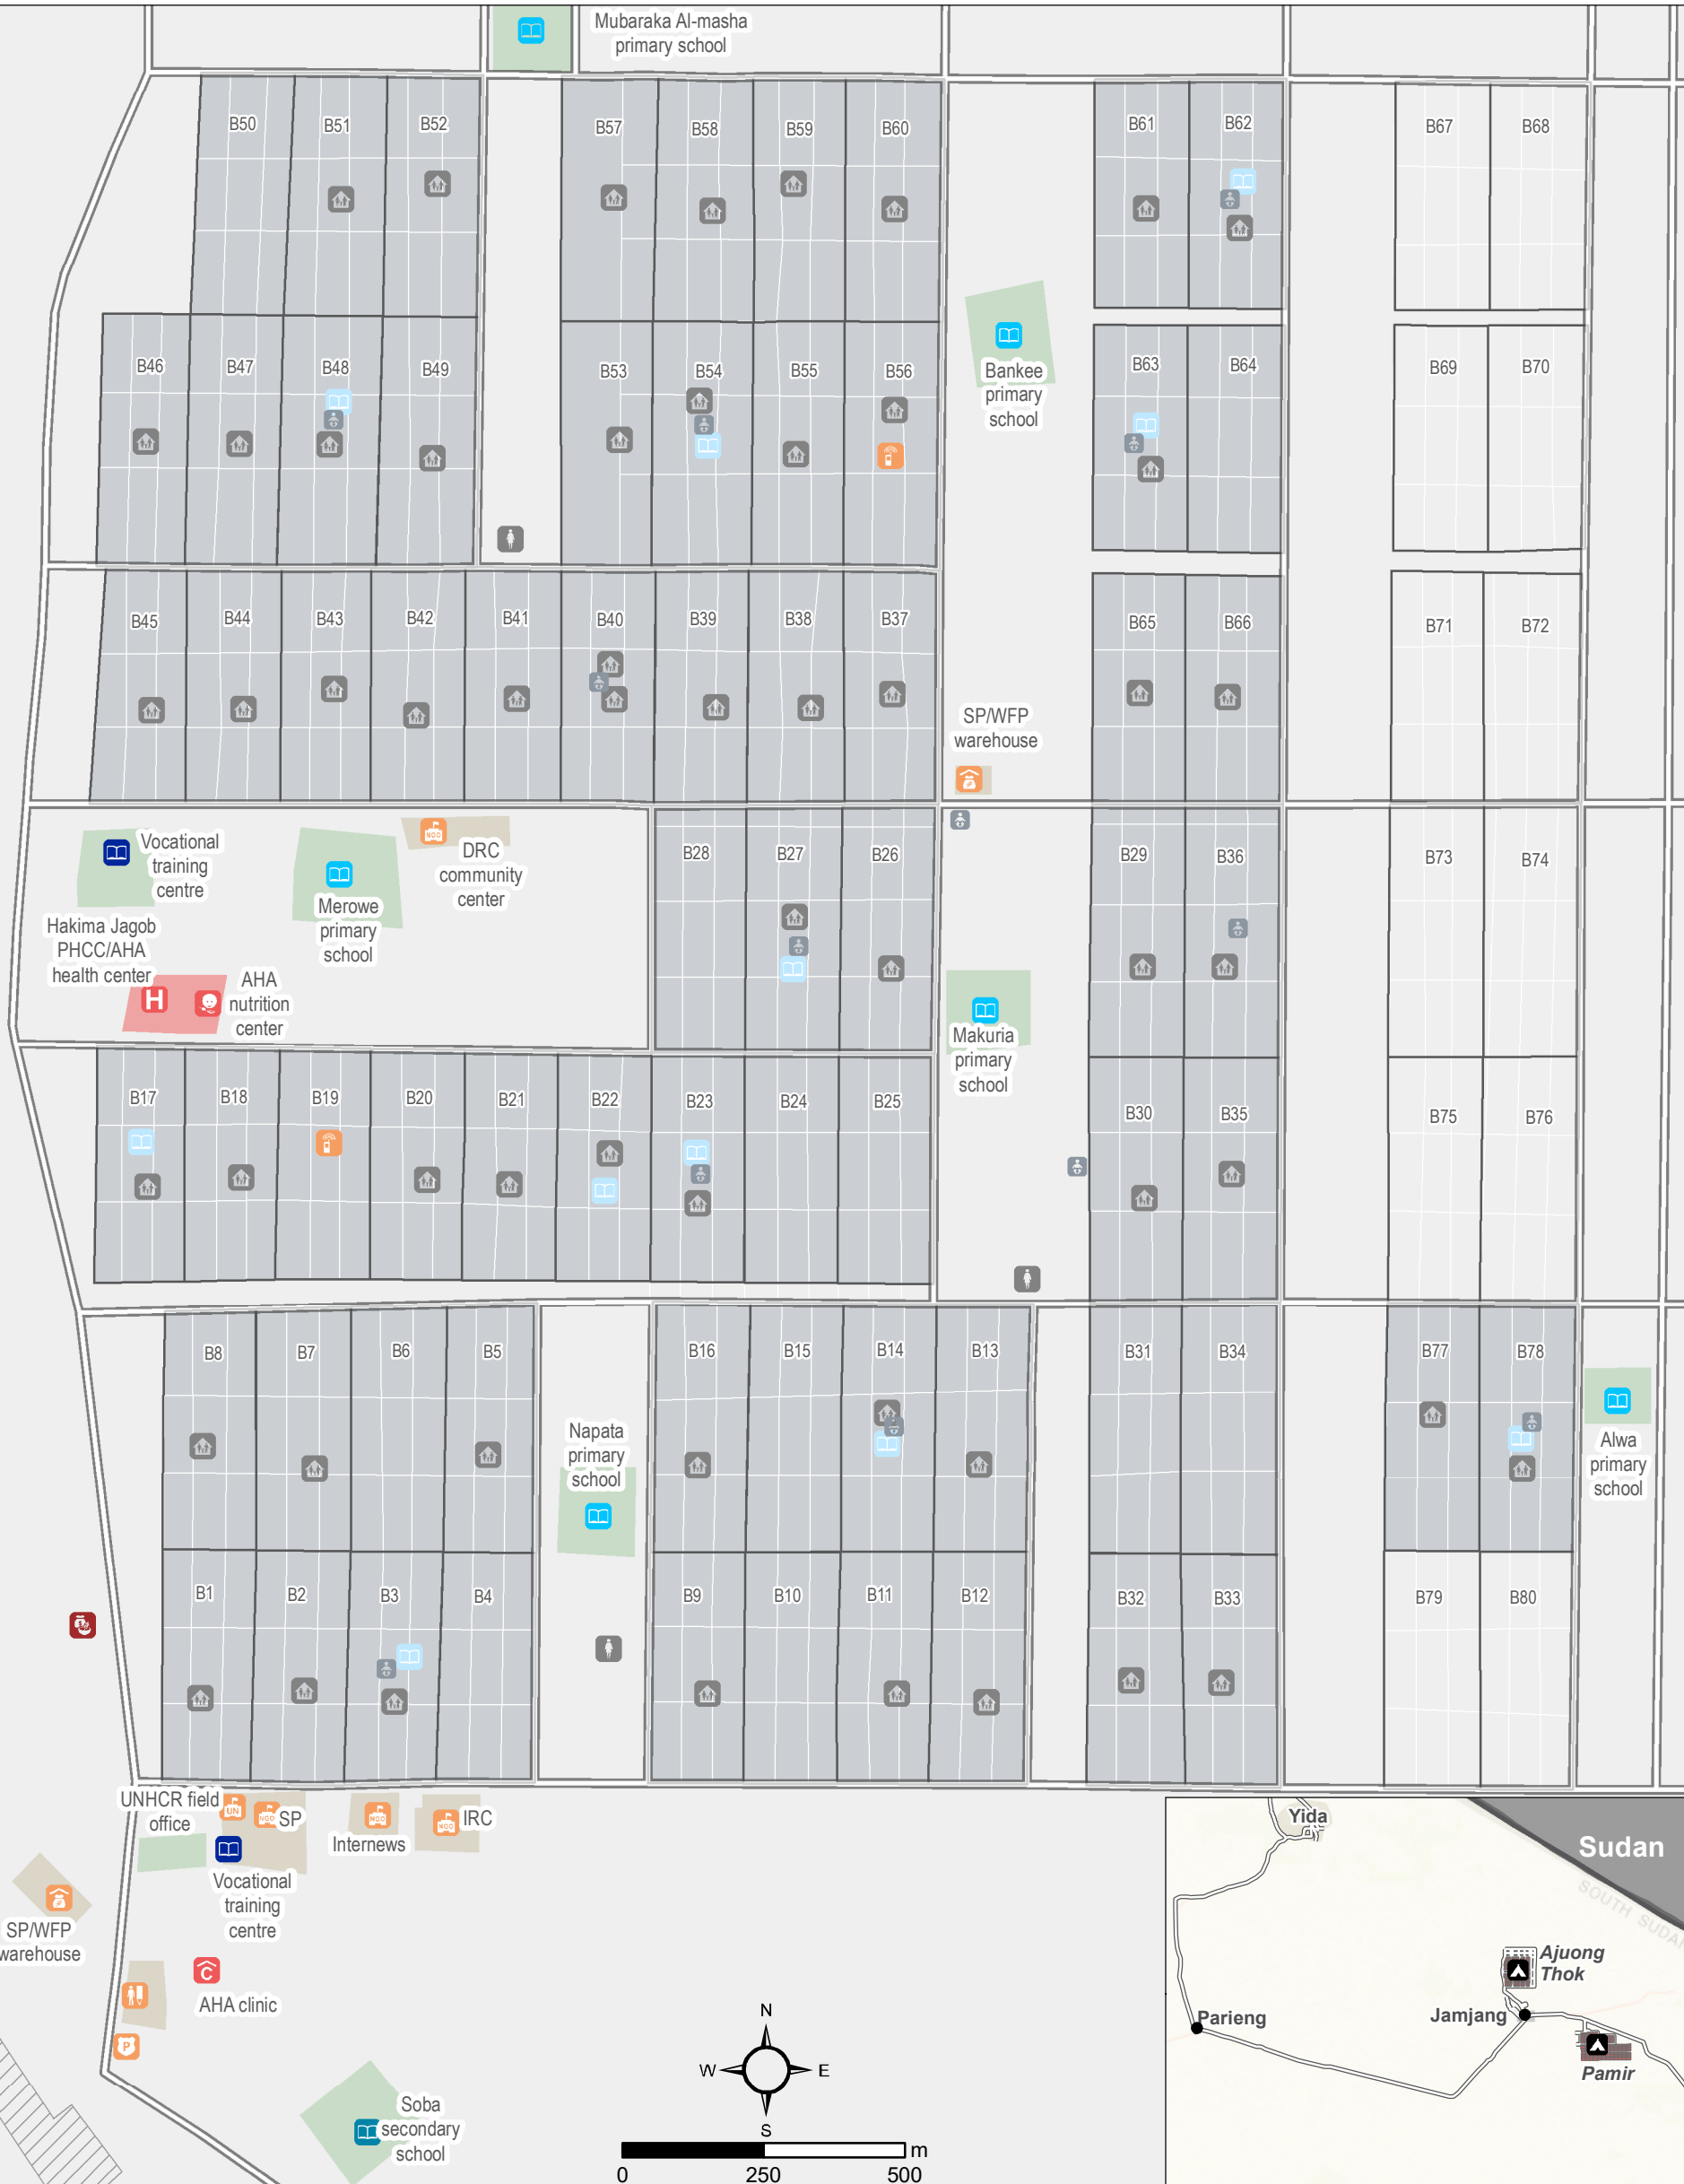 Mubaraka Al-masha
primary school
B50
B51
B52
B57
B58
B59
B60
B61
B62
B67
B68
B46
B47
B48
B49
B53
B54
B55
B56
Bankee
primary
school
B63
B64
B69
B70
B45
B44
B43
B42
B41
B40
B39
B38
B37
B65
B66
B71
B72
SP/WFP
warehouse
Vocational
training
centre
Merowe
primary
school
NGO
DRC
community
center
B28
B27
B26
B29
B36
B73
B74
Hakima Jagob
PHCC/AHA
health center
H
AHA
nutrition
center
Makuria
primary
school
B17
B18
B19
B20
B21
B22
B23
B24
B25
B30
B35
B75
B76
B8
B7
B6
B5
Napata
primary
school
B16
B15
B14
B13
B31
B34
B77
B78
Alwa
primary
school
B1
B2
B3
B4
B9
B10
B11
B12
B32
B33
B79
B80
UNHCR field
office
UN
NGO
SP
NGO
Internews
NGO
IRC
Vocational
training
centre
SP/WFP
warehouse
C
AHA clinic
P
Soba
secondary
school
N
W
E
S
m
0
250
500
Yida
Sudan
SOUTH SUDAN
Ajuong
Thok
Jamjang
Parieng
Pamir